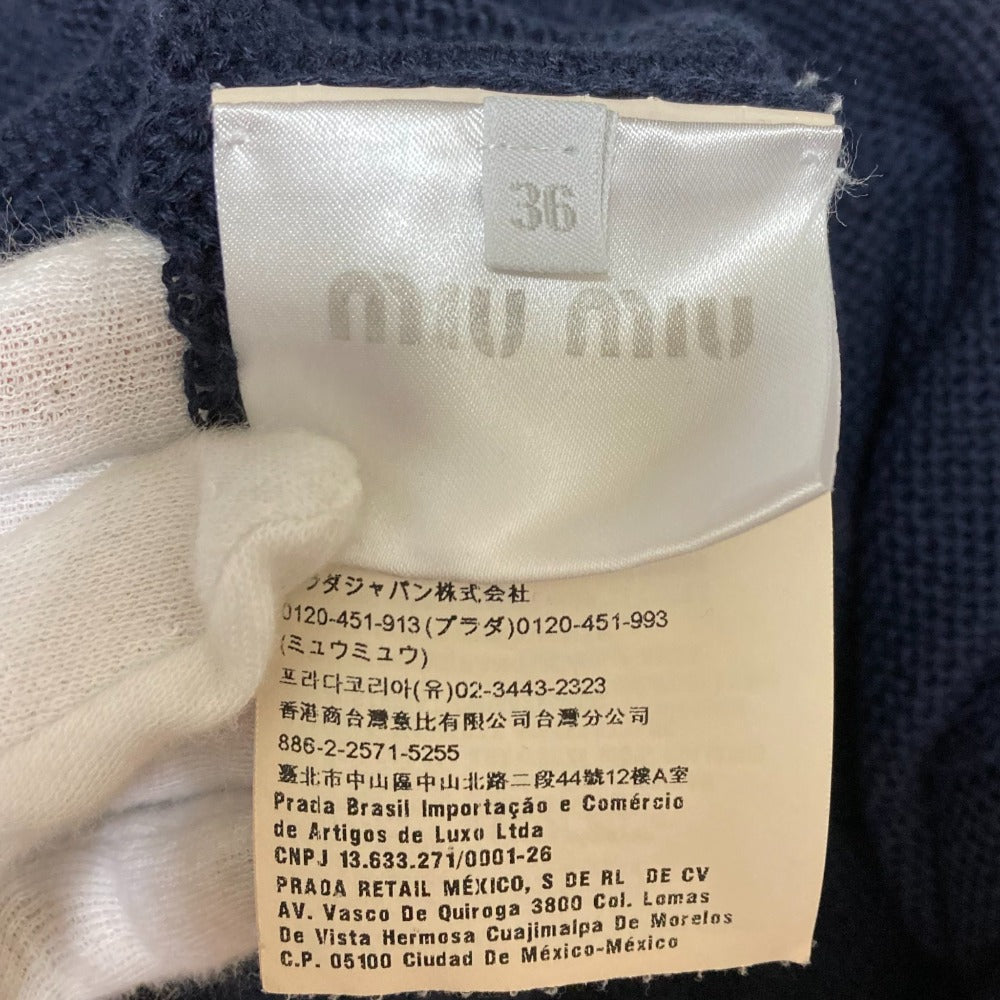 36
miu miu
ラダジャパン株式会社
0120-451-913(プラダ)0120-451-993
(ミュウミュウ)
프라다코리아(유)02-3443-2323
香港商台灣意比有限公司台灣分公司
886-2-2571-5255
臺北市中山區中山北路二段44號12樓A室
Prada Brasil Importação e Comércio
de Artigos de Luxo Ltda
CNPJ 13.633.271/0001-26
PRADA RETAIL MÉXICO, S DE RL DE CV
AV. Vasco De Quiroga 3800 Col. Lomas
De Vista Hermosa Cuajimalpa De Morelos
C.P. 05100 Ciudad De México-México